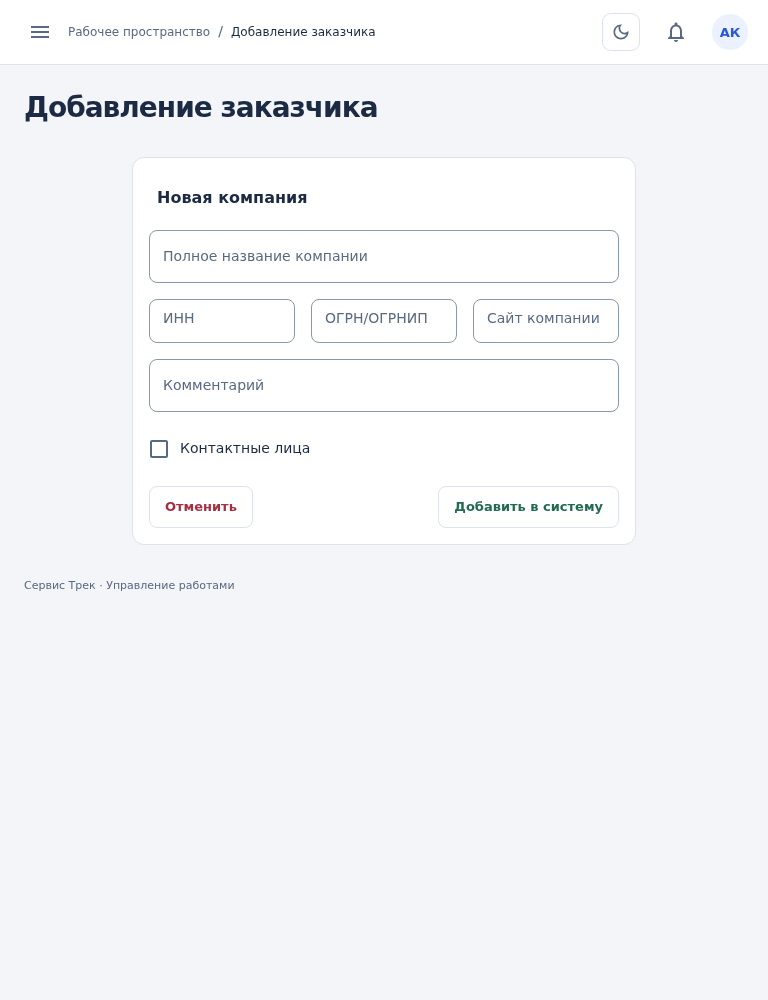 Рабочее пространство / Добавление заказчика
АК
Добавление заказчика
Новая компания
Полное название компании
ИНН
ОГРН/ОГРНИП
Сайт компании
Комментарий
Контактные лица
Отменить
Добавить в систему
Сервис Трек · Управление работами